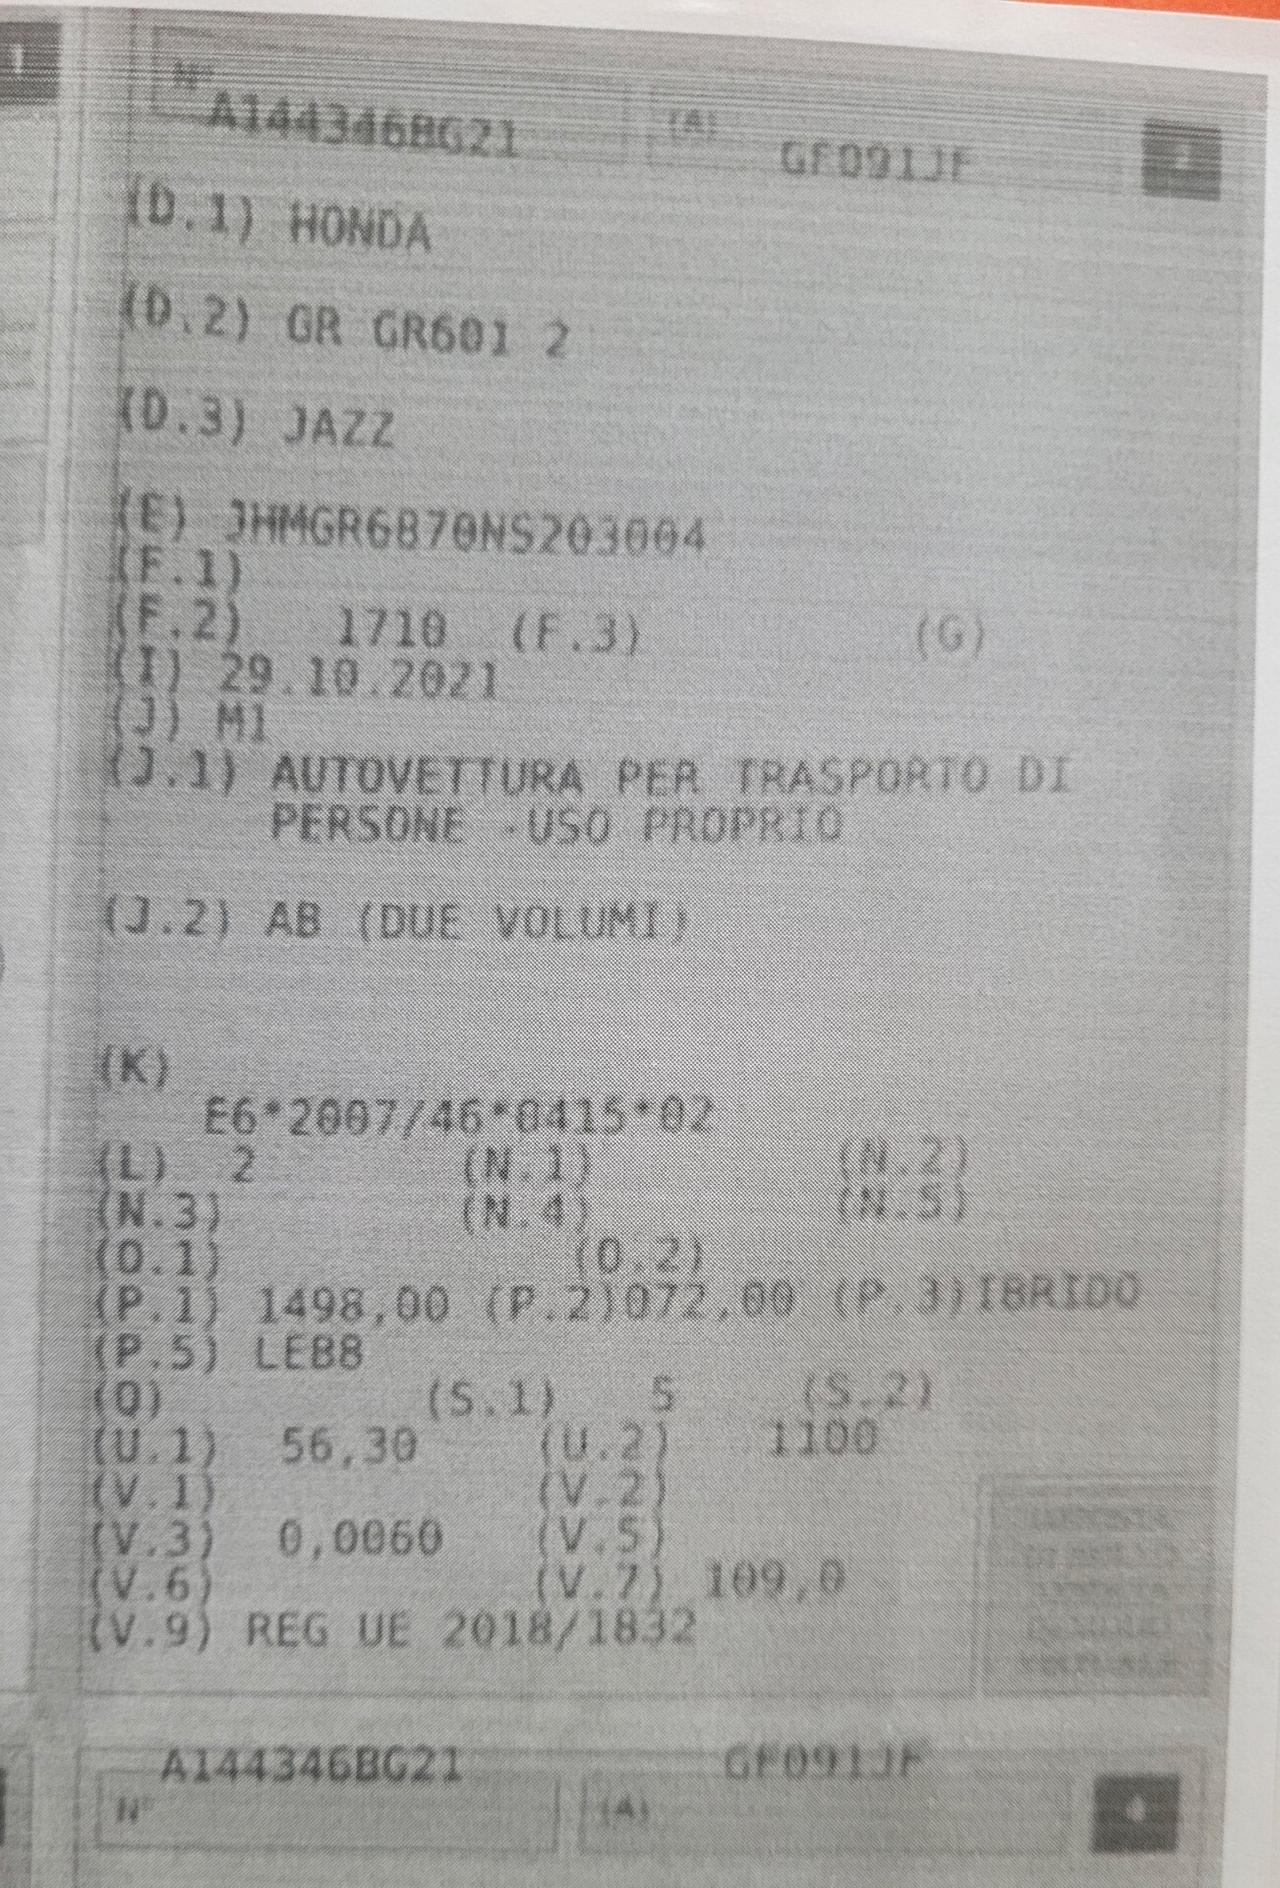 N°
A144346BG21 (A) GF091JF
(D.1) HONDA
(D.2) GR GR601 2
(D.3) JAZZ
(E) JHMGR6870NS203004
(F.1)
(F.2) 1710 (F.3) (G)
(I) 29.10.2021
(J) M1
(J.1) AUTOVETTURA PER TRASPORTO DI
PERSONE -USO PROPRIO
(J.2) AB (DUE VOLUMI)
(K)
E6*2007/46*0415*02
(L) 2 (N.1) (N.2)
(N.3) (N.4) (N.5)
(O.1) (O.2)
(P.1) 1498,00 (P.2)072,00 (P.3)IBRIDO
(P.5) LEB8
(Q) (S.1) 5 (S.2)
(U.1) 56,30 (U.2) 1100
(V.1) (V.2)
(V.3) 0,0060 (V.5)
(V.6) (V.7) 109,0
(V.9) REG UE 2018/1832
A144346BG21 GF091JF
N° (A) 4